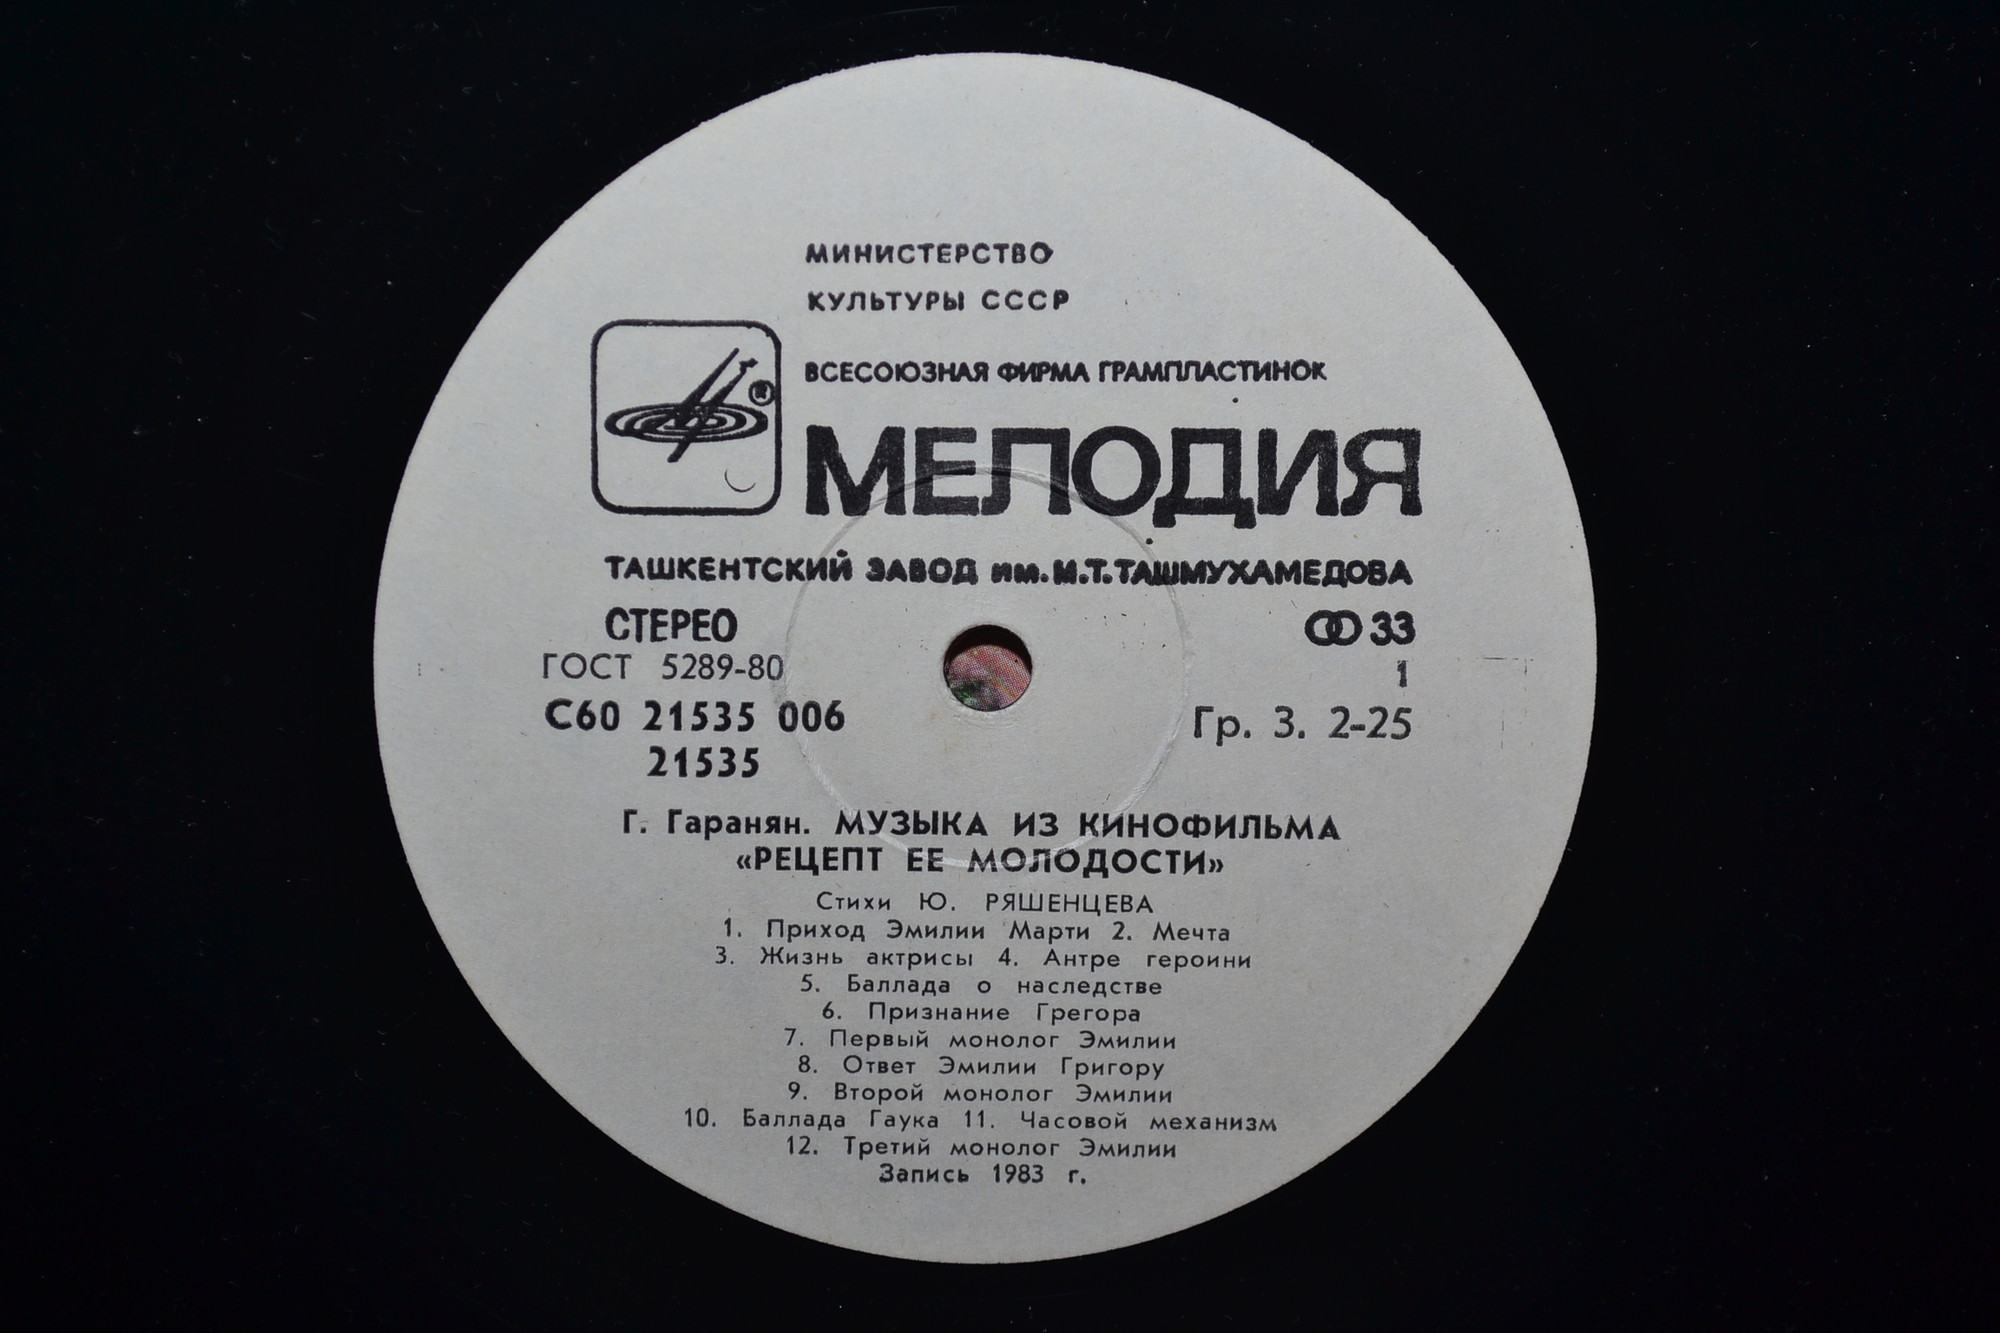 МИНИСТЕРСТВО
КУЛЬТУРЫ СССР
ВСЕСОЮЗНАЯ ФИРМА ГРАМПЛАСТИНОК
®
МЕЛОДИЯ
ТАШКЕНТСКИЙ ЗАВОД им. М.Т.ТАШМУХАМЕДОВА
СТЕРЕО 33
ГОСТ 5289-80 1
С60 21535 006 Гр. 3. 2-25
21535
Г. Гаранян. МУЗЫКА ИЗ КИНОФИЛЬМА
«РЕЦЕПТ ЕЕ МОЛОДОСТИ»
Стихи Ю. РЯШЕНЦЕВА
1. Приход Эмилии Марти 2. Мечта
3. Жизнь актрисы 4. Антре героини
5. Баллада о наследстве
6. Признание Грегора
7. Первый монолог Эмилии
8. Ответ Эмилии Григору
9. Второй монолог Эмилии
10. Баллада Гаука 11. Часовой механизм
12. Третий монолог Эмилии
Запись 1983 г.